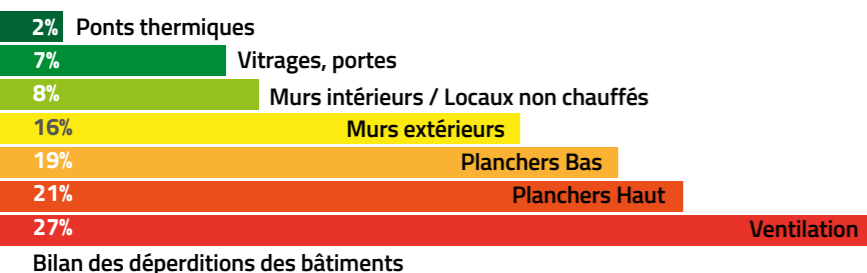 2% Ponts thermiques
7% Vitrages, portes
8% Murs intérieurs / Locaux non chauffés
16% Murs extérieurs
19% Planchers Bas
21% Planchers Haut
27% Ventilation
Bilan des déperditions des bâtiments